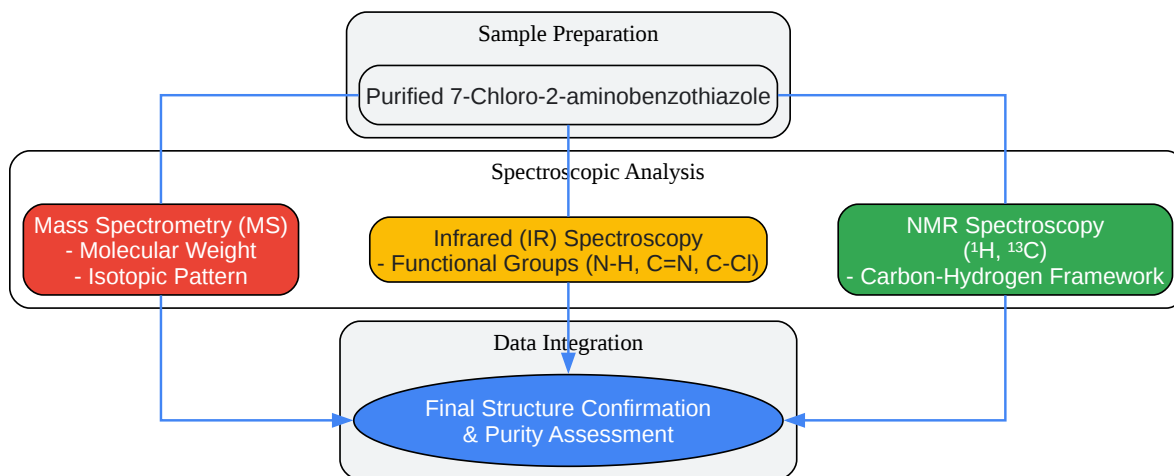 Sample Preparation
Purified 7-Chloro-2-aminobenzothiazole
Spectroscopic Analysis
Mass Spectrometry (MS)
- Molecular Weight
- Isotopic Pattern
Infrared (IR) Spectroscopy
- Functional Groups (N-H, C=N, C-Cl)
NMR Spectroscopy
(¹H, ¹³C)
- Carbon-Hydrogen Framework
Data Integration
Final Structure Confirmation
& Purity Assessment